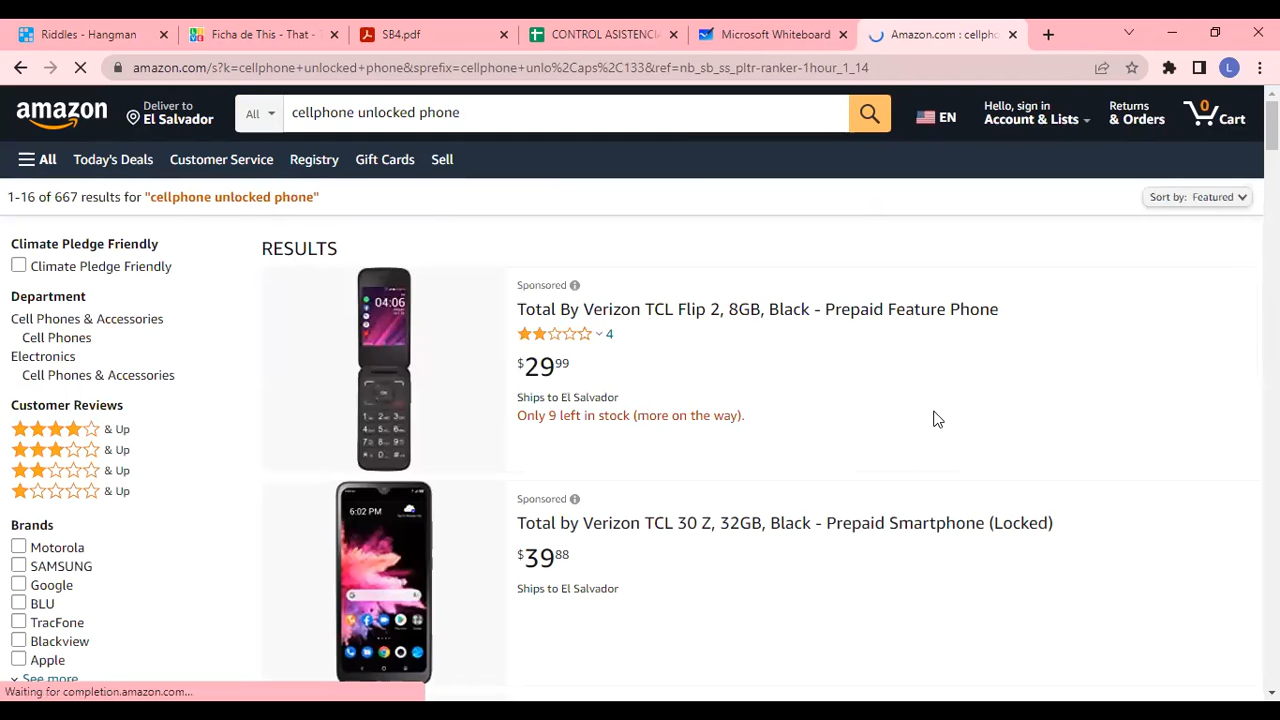 Riddles - Hangman
Ficha de This - That -
SB4.pdf
CONTROL ASISTENCIA
Microsoft Whiteboard
Amazon.com : cellpho
amazon.com/s?k=cellphone+unlocked+phone&sprefix=cellphone+unlo%2Caps%2C133&ref=nb_sb_ss_pltr-ranker-1hour_1_14
L
amazon
Deliver to
El Salvador
All
cellphone unlocked phone
EN
Hello, sign in
Account & Lists
Returns
& Orders
0
Cart
All
Today's Deals
Customer Service
Registry
Gift Cards
Sell
1-16 of 667 results for "cellphone unlocked phone"
Sort by: Featured
Climate Pledge Friendly
Climate Pledge Friendly
Department
Cell Phones & Accessories
Cell Phones
Electronics
Cell Phones & Accessories
Customer Reviews
& Up
& Up
& Up
& Up
Brands
Motorola
SAMSUNG
Google
BLU
TracFone
Blackview
Apple
See more
RESULTS
04:06
Sponsored
Total By Verizon TCL Flip 2, 8GB, Black - Prepaid Feature Phone
4
$29 99
Ships to El Salvador
Only 9 left in stock (more on the way).
6:02 PM
Sponsored
Total by Verizon TCL 30 Z, 32GB, Black - Prepaid Smartphone (Locked)
$39 88
Ships to El Salvador
Waiting for completion.amazon.com...